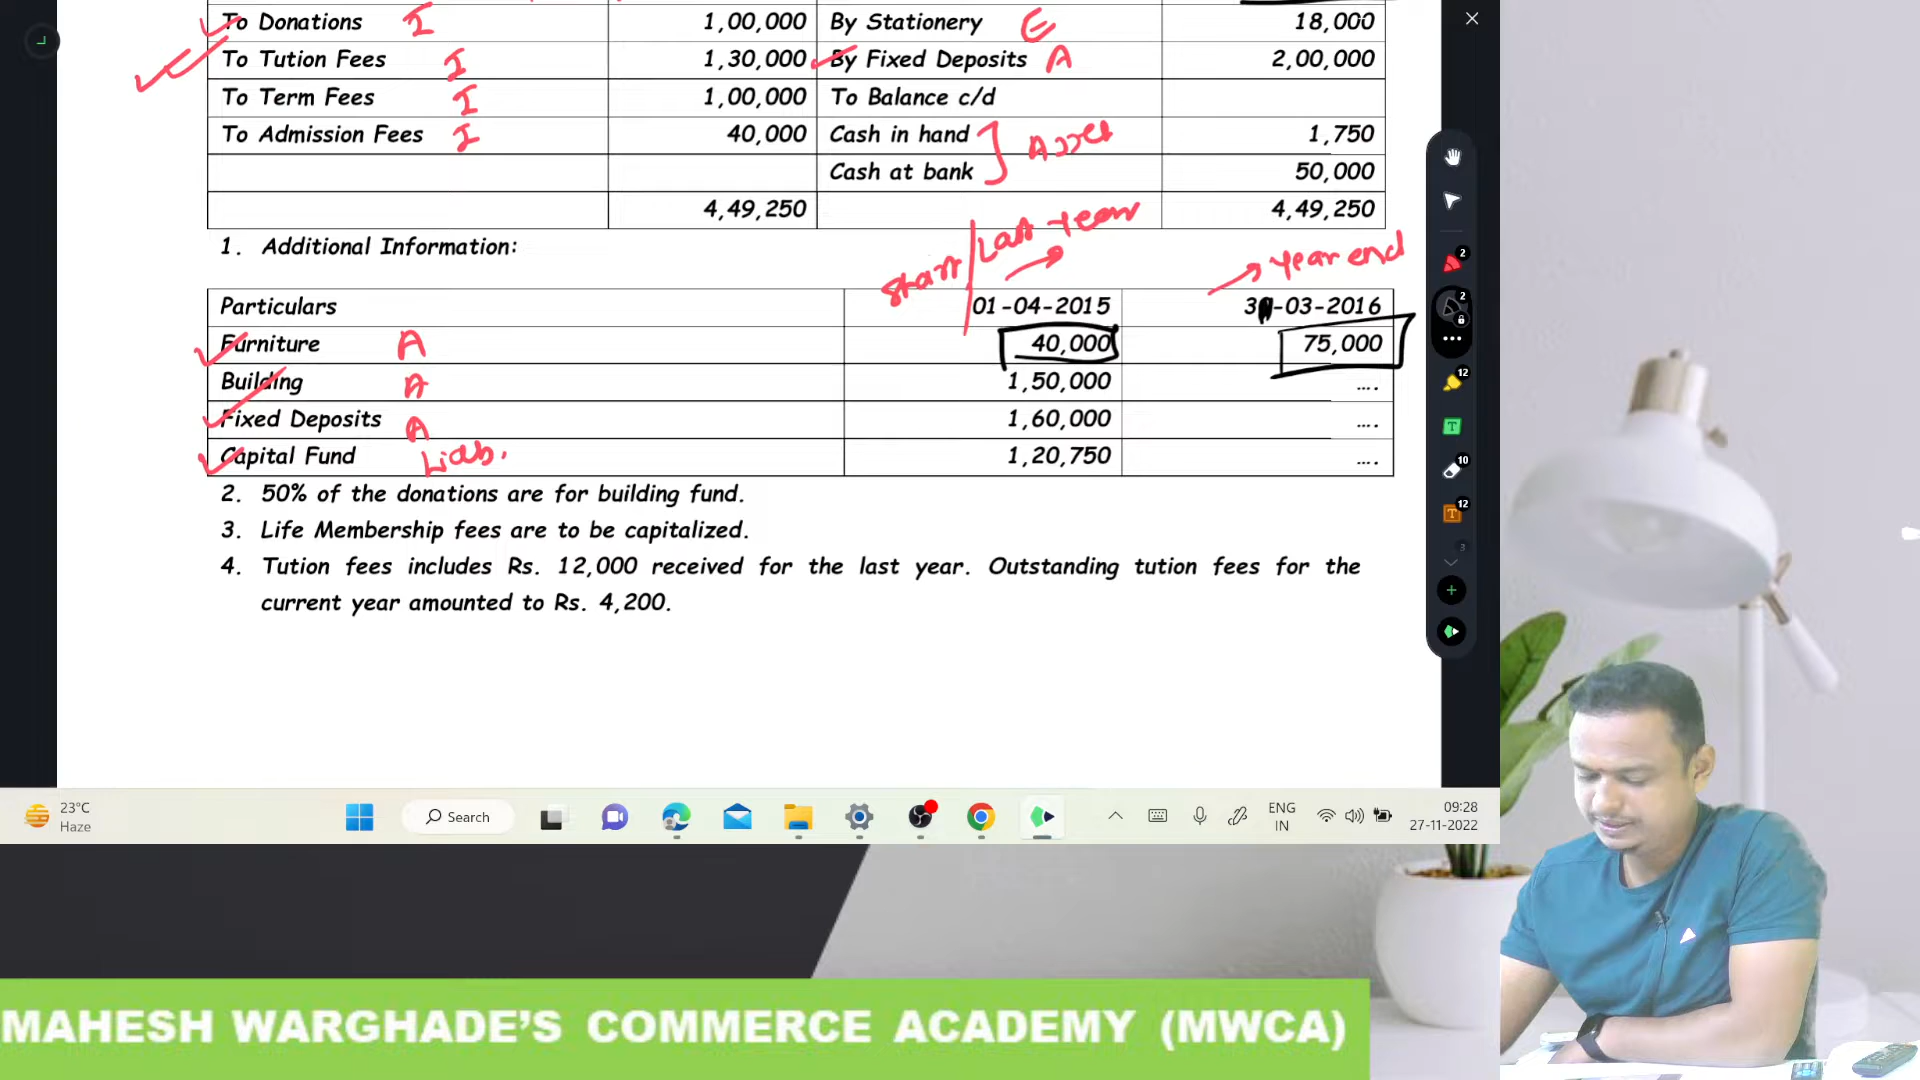 To Donations I 1,00,000 By Stationery E 18,000
To Tution Fees I 1,30,000 By Fixed Deposits A 2,00,000
To Term Fees I 1,00,000 To Balance c/d
To Admission Fees I 40,000 Cash in hand Asset 1,750
Cash at bank 50,000
4,49,250 4,49,250
1. Additional Information:
Start / Last Year → → Year end
Particulars 01-04-2015 31-03-2016
Furniture A 40,000 75,000
Building A 1,50,000 ....
Fixed Deposits A 1,60,000 ....
Capital Fund Liab. 1,20,750 ....
2. 50% of the donations are for building fund.
3. Life Membership fees are to be capitalized.
4. Tution fees includes Rs. 12,000 received for the last year. Outstanding tution fees for the
current year amounted to Rs. 4,200.
2
2
12
T
10
T 12
3
23°C
Haze
Search
ENG
IN
09:28
27-11-2022
MAHESH WARGHADE'S COMMERCE ACADEMY (MWCA)